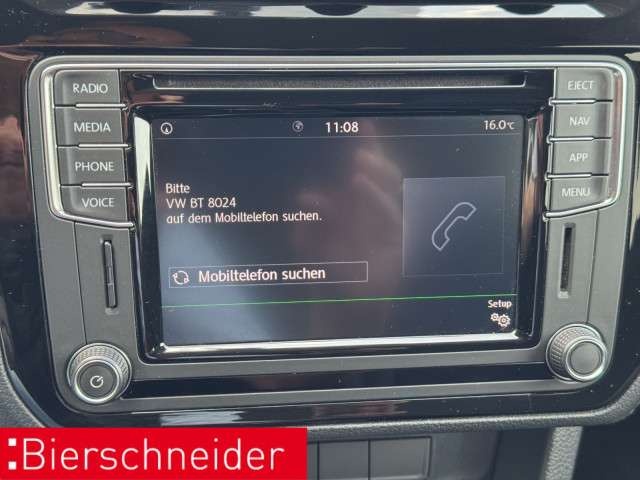 RADIO
MEDIA
PHONE
VOICE
11:08
16.0°C
Bitte
VW BT 8024
auf dem Mobiltelefon suchen.
Mobiltelefon suchen
Setup
EJECT
NAV
APP
MENU
Bierschneider